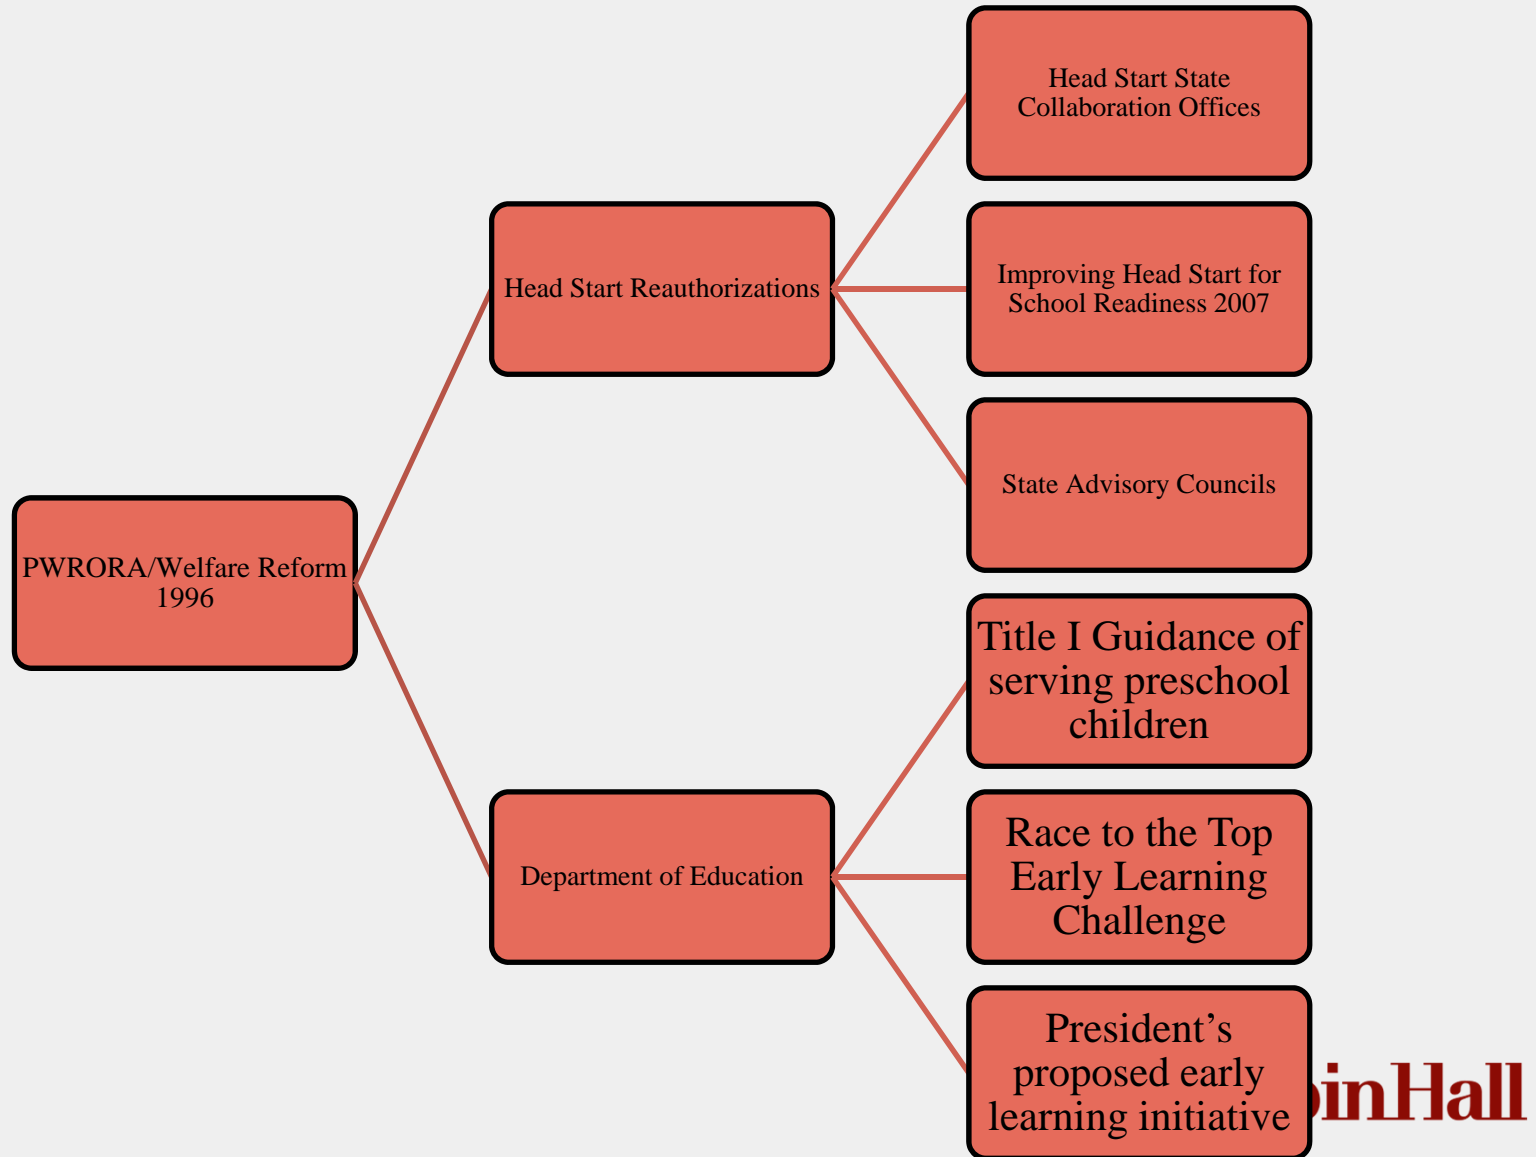 Head Start State
Collaboration Offices
Head Start Reauthorizations
Improving Head Start for
School Readiness 2007
State Advisory Councils
PWRORA/Welfare Reform
1996
Title I Guidance of
serving preschool
children
Department of Education
Race to the Top
Early Learning
Challenge
President’s
proposed early
learning initiative